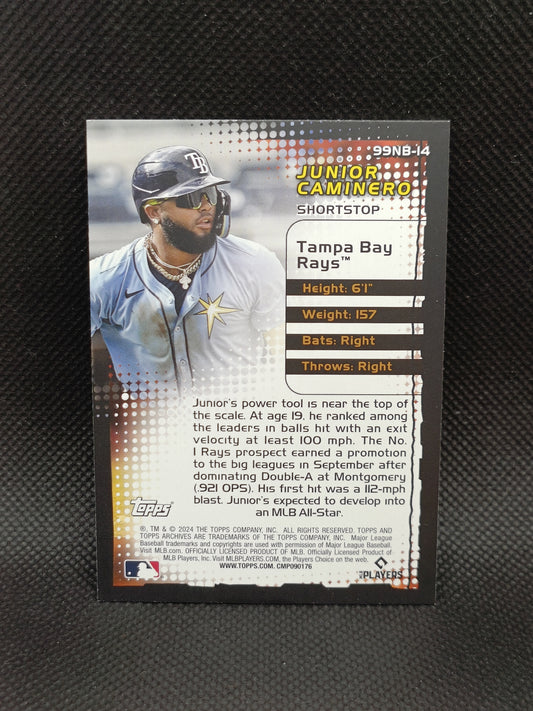 99NB-14
JUNIOR
CAMINERO
SHORTSTOP
TB
Tampa Bay
Rays™
Height: 6'1"
Weight: 157
Bats: Right
Throws: Right
Junior's power tool is near the top of
the scale. At age 19, he ranked among
the leaders in balls hit with an exit
velocity at least 100 mph. The No.
1 Rays prospect earned a promotion
to the big leagues in September after
dominating Double-A at Montgomery
(.921 OPS). His first hit was a 112-mph
blast. Junior's expected to develop into
an MLB All-Star.
topps
®, TM & © 2024 THE TOPPS COMPANY, INC. ALL RIGHTS RESERVED. TOPPS AND
TOPPS ARCHIVES ARE TRADEMARKS OF THE TOPPS COMPANY, INC. Major League
Baseball trademarks and copyrights are used with permission of Major League Baseball.
Visit MLB.com. OFFICIALLY LICENSED PRODUCT OF MLB. Officially Licensed Product of
MLB Players, Inc. Visit MLBPLAYERS.com, the Players Choice on the web.
WWW.TOPPS.COM. CMP090176
PLAYERS